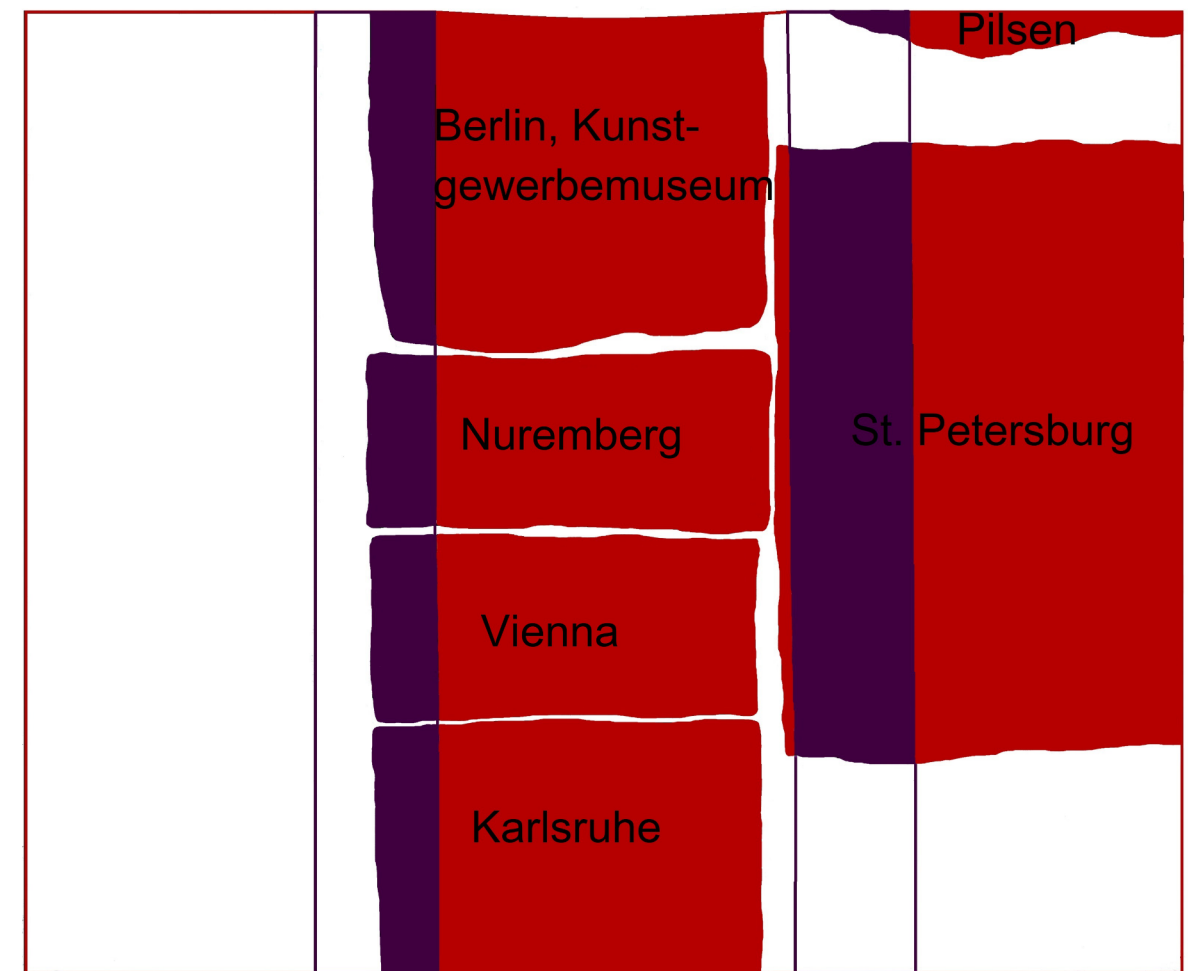 Pilsen
Berlin, Kunst-
gewerbemuseum
Nuremberg
St. Petersburg
Vienna
Karlsruhe